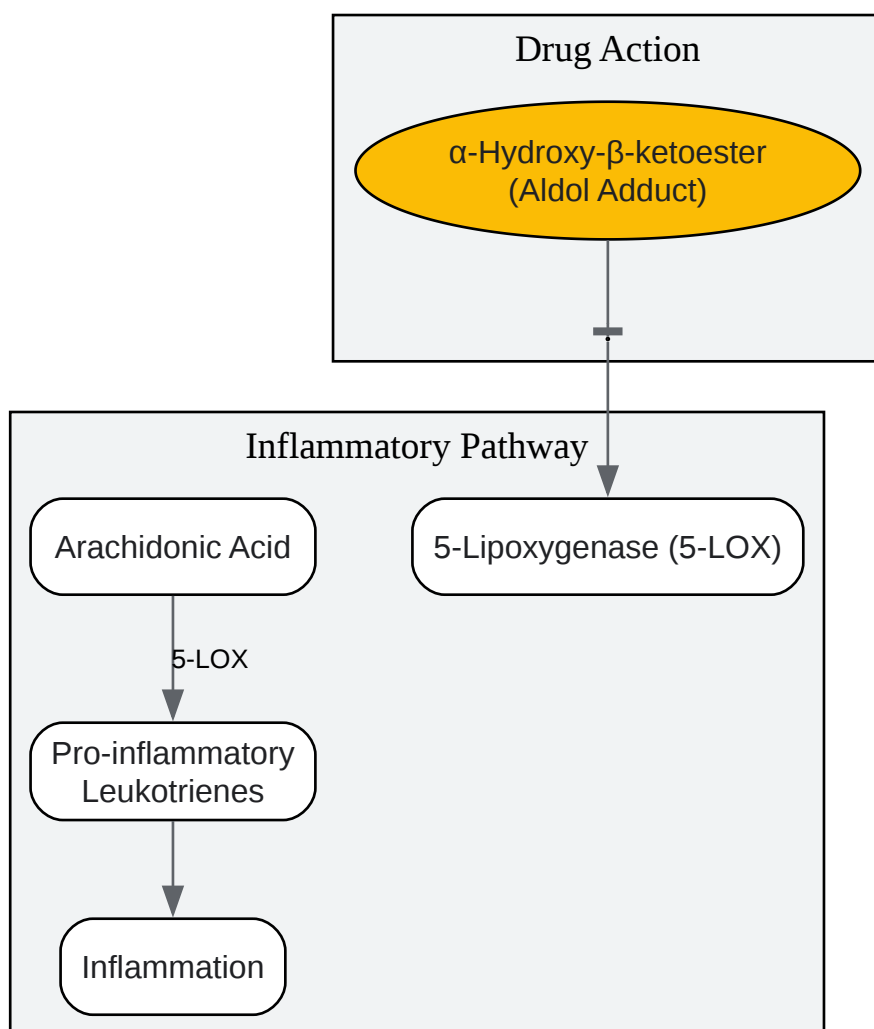 Drug Action
α-Hydroxy-β-ketoester
(Aldol Adduct)
Inflammatory Pathway
Arachidonic Acid
5-Lipoxygenase (5-LOX)
5-LOX
Pro-inflammatory
Leukotrienes
Inflammation